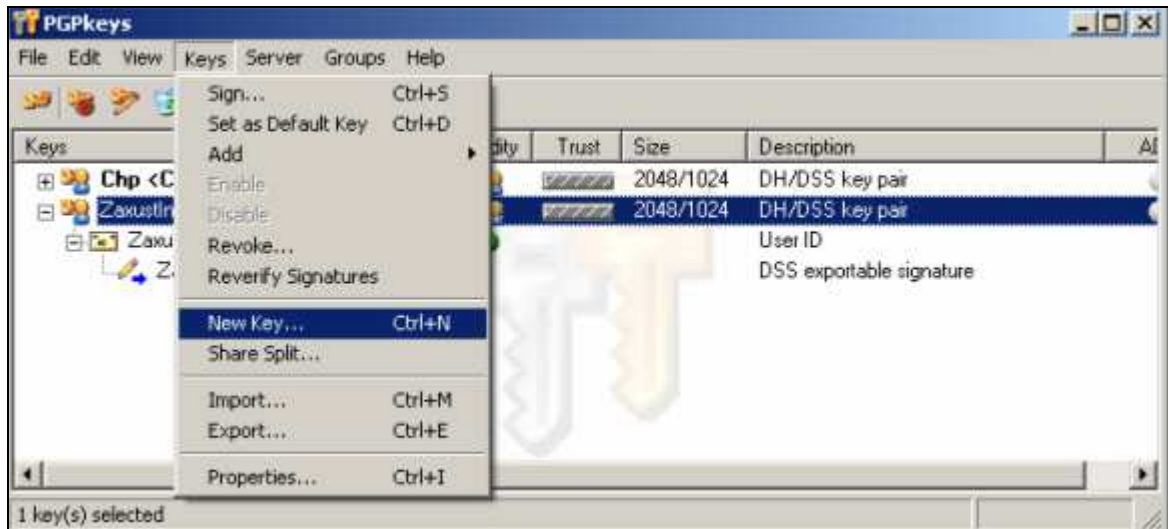 PGPkeys
File Edit View Keys Server Groups Help
Sign... Ctrl+S
Set as Default Key Ctrl+D
Add
Enable
Disable
Revoke...
Reverify Signatures
New Key... Ctrl+N
Share Split...
Import... Ctrl+M
Export... Ctrl+E
Properties... Ctrl+I
Keys dity Trust Size Description
Chp <C 2048/1024 DH/DSS key pair
ZaxustIn 2048/1024 DH/DSS key pair
Zaxu User ID
Z DSS exportable signature
1 key(s) selected